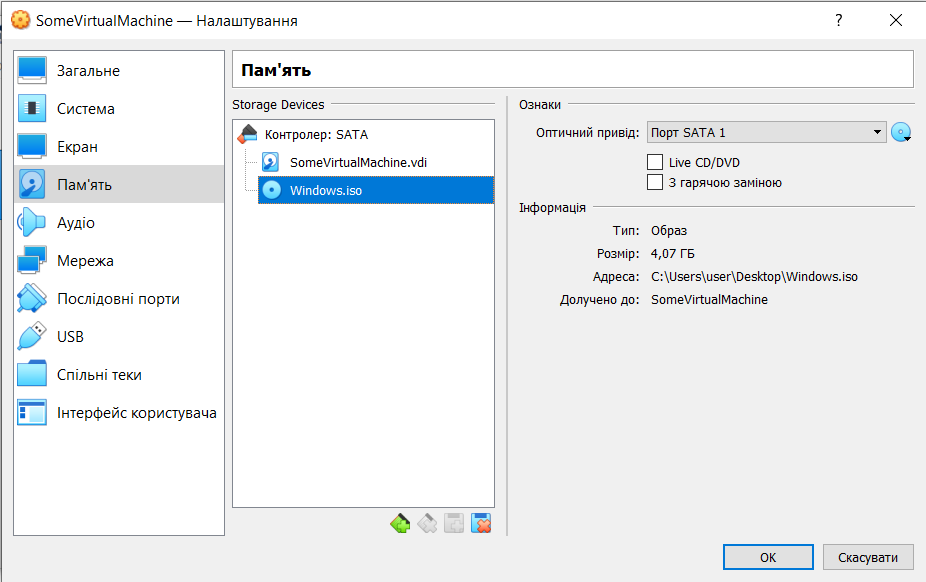 SomeVirtualMachine — Налаштування
?
Загальне
Система
Екран
Пам'ять
Аудіо
Мережа
Послідовні порти
USB
Спільні теки
Інтерфейс користувача
Пам'ять
Storage Devices
Контролер: SATA
SomeVirtualMachine.vdi
Windows.iso
Ознаки
Оптичний привід: Порт SATA 1
Live CD/DVD
З гарячою заміною
Інформація
Тип: Образ
Розмір: 4,07 ГБ
Адреса: C:\Users\user\Desktop\Windows.iso
Долучено до: SomeVirtualMachine
ОК
Скасувати